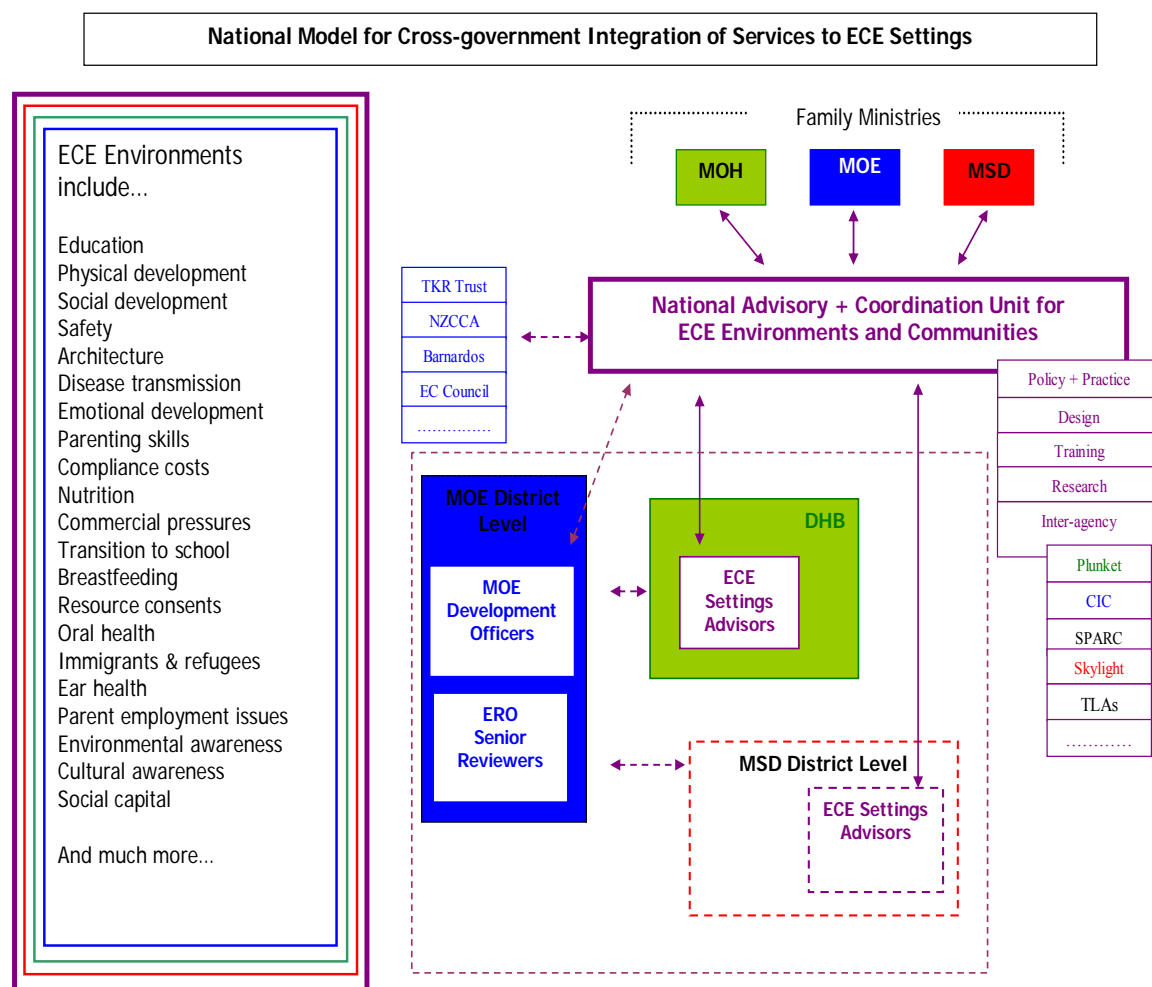 National Model for Cross-government Integration of Services to ECE Settings
ECE Environments
include...
Education
Physical development
Social development
Safety
Architecture
Disease transmission
Emotional development
Parenting skills
Compliance costs
Nutrition
Commercial pressures
Transition to school
Breastfeeding
Resource consents
Oral health
Immigrants & refugees
Ear health
Parent employment issues
Environmental awareness
Cultural awareness
Social capital
And much more...
Family Ministries
MOH
MOE
MSD
National Advisory + Coordination Unit for
ECE Environments and Communities
TKR Trust
NZCCA
Barnardos
EC Council
……………
Policy + Practice
Design
Training
Research
Inter-agency
Plunket
CIC
SPARC
Skylight
TLAs
…………
MOE District
Level
MOE
Development
Officers
ERO
Senior
Reviewers
DHB
ECE
Settings
Advisors
MSD District Level
ECE Settings
Advisors